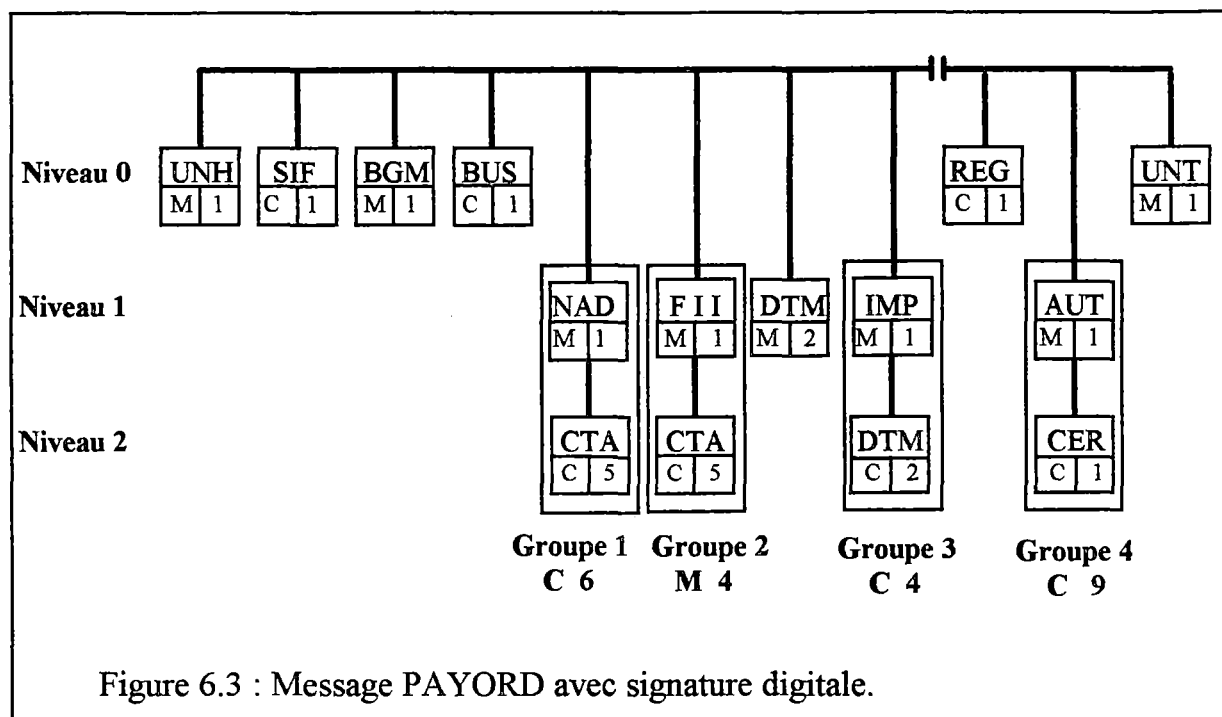 Niveau 0 UNH SIF BGM BUS REG UNT
M 1 C 1 M 1 C 1 C 1 M 1
Niveau 1 NAD F I I DTM IMP AUT
M 1 M 1 M 2 M 1 M 1
Niveau 2 CTA CTA DTM CER
C 5 C 5 C 2 C 1
Groupe 1 Groupe 2 Groupe 3 Groupe 4
C 6 M 4 C 4 C 9
Figure 6.3 : Message PAYORD avec signature digitale.